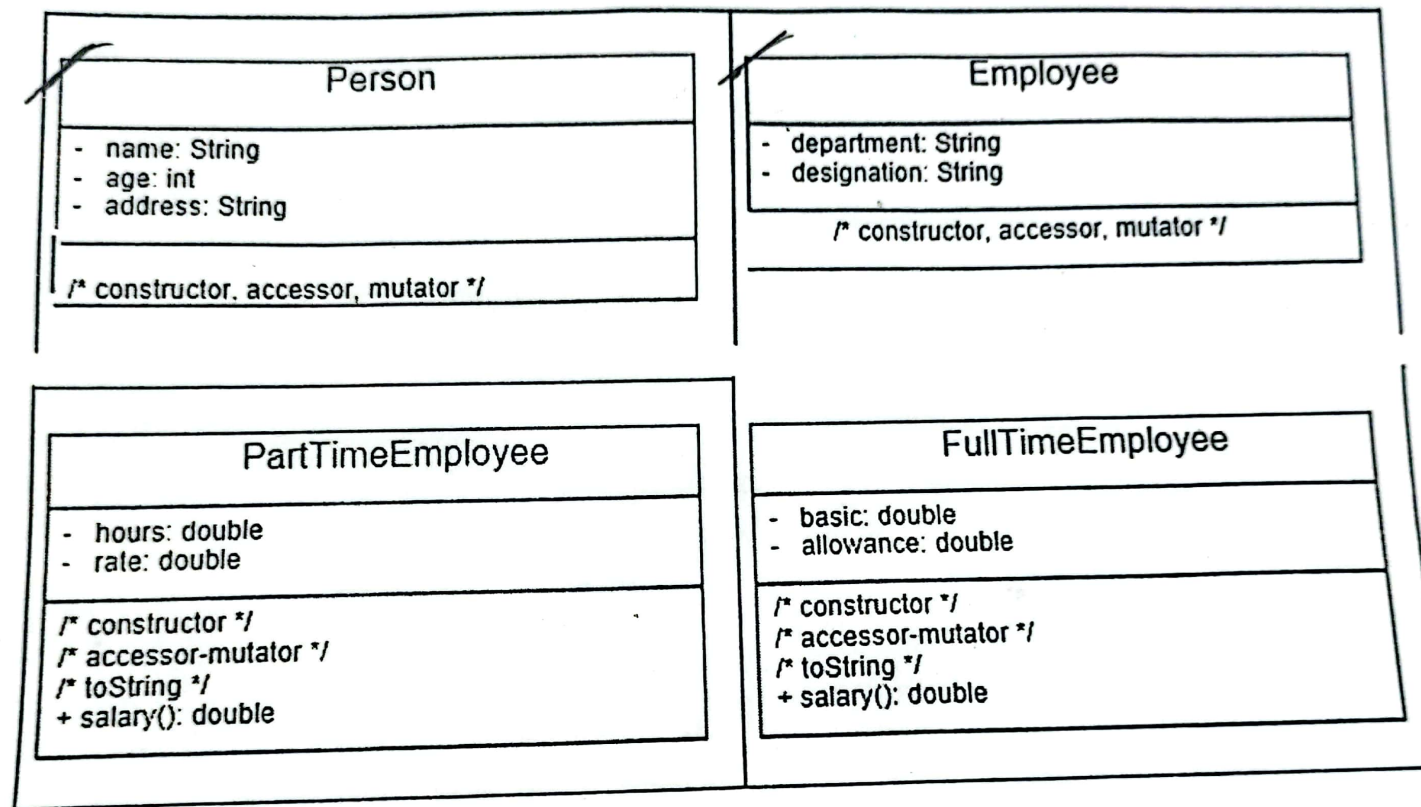 Person
- name: String
- age: int
- address: String
/* constructor, accessor, mutator */
Employee
- department: String
- designation: String
/* constructor, accessor, mutator */
PartTimeEmployee
- hours: double
- rate: double
/* constructor */
/* accessor-mutator */
/* toString */
+ salary(): double
FullTimeEmployee
- basic: double
- allowance: double
/* constructor */
/* accessor-mutator */
/* toString */
+ salary(): double